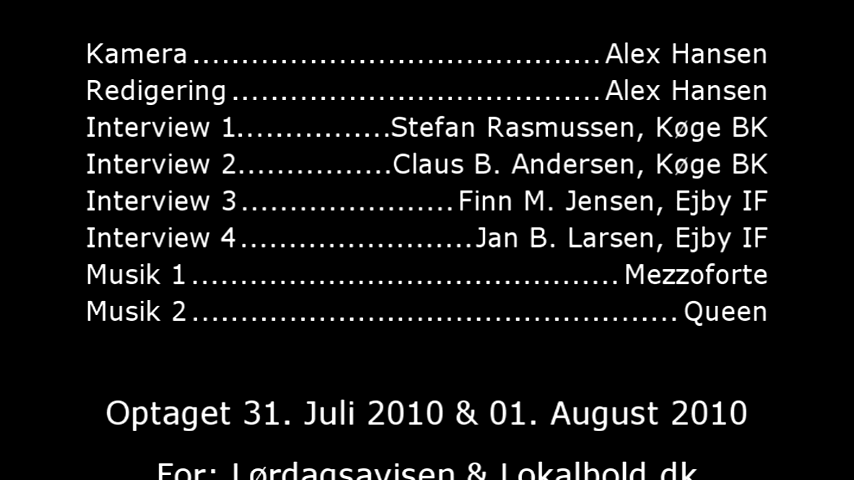 Kamera..........................................Alex Hansen
Redigering......................................Alex Hansen
Interview 1................Stefan Rasmussen, Køge BK
Interview 2................Claus B. Andersen, Køge BK
Interview 3......................Finn M. Jensen, Ejby IF
Interview 4........................Jan B. Larsen, Ejby IF
Musik 1............................................Mezzoforte
Musik 2..................................................Queen
Optaget 31. Juli 2010 & 01. August 2010
For: Lørdagsavisen & Lokalbold.dk